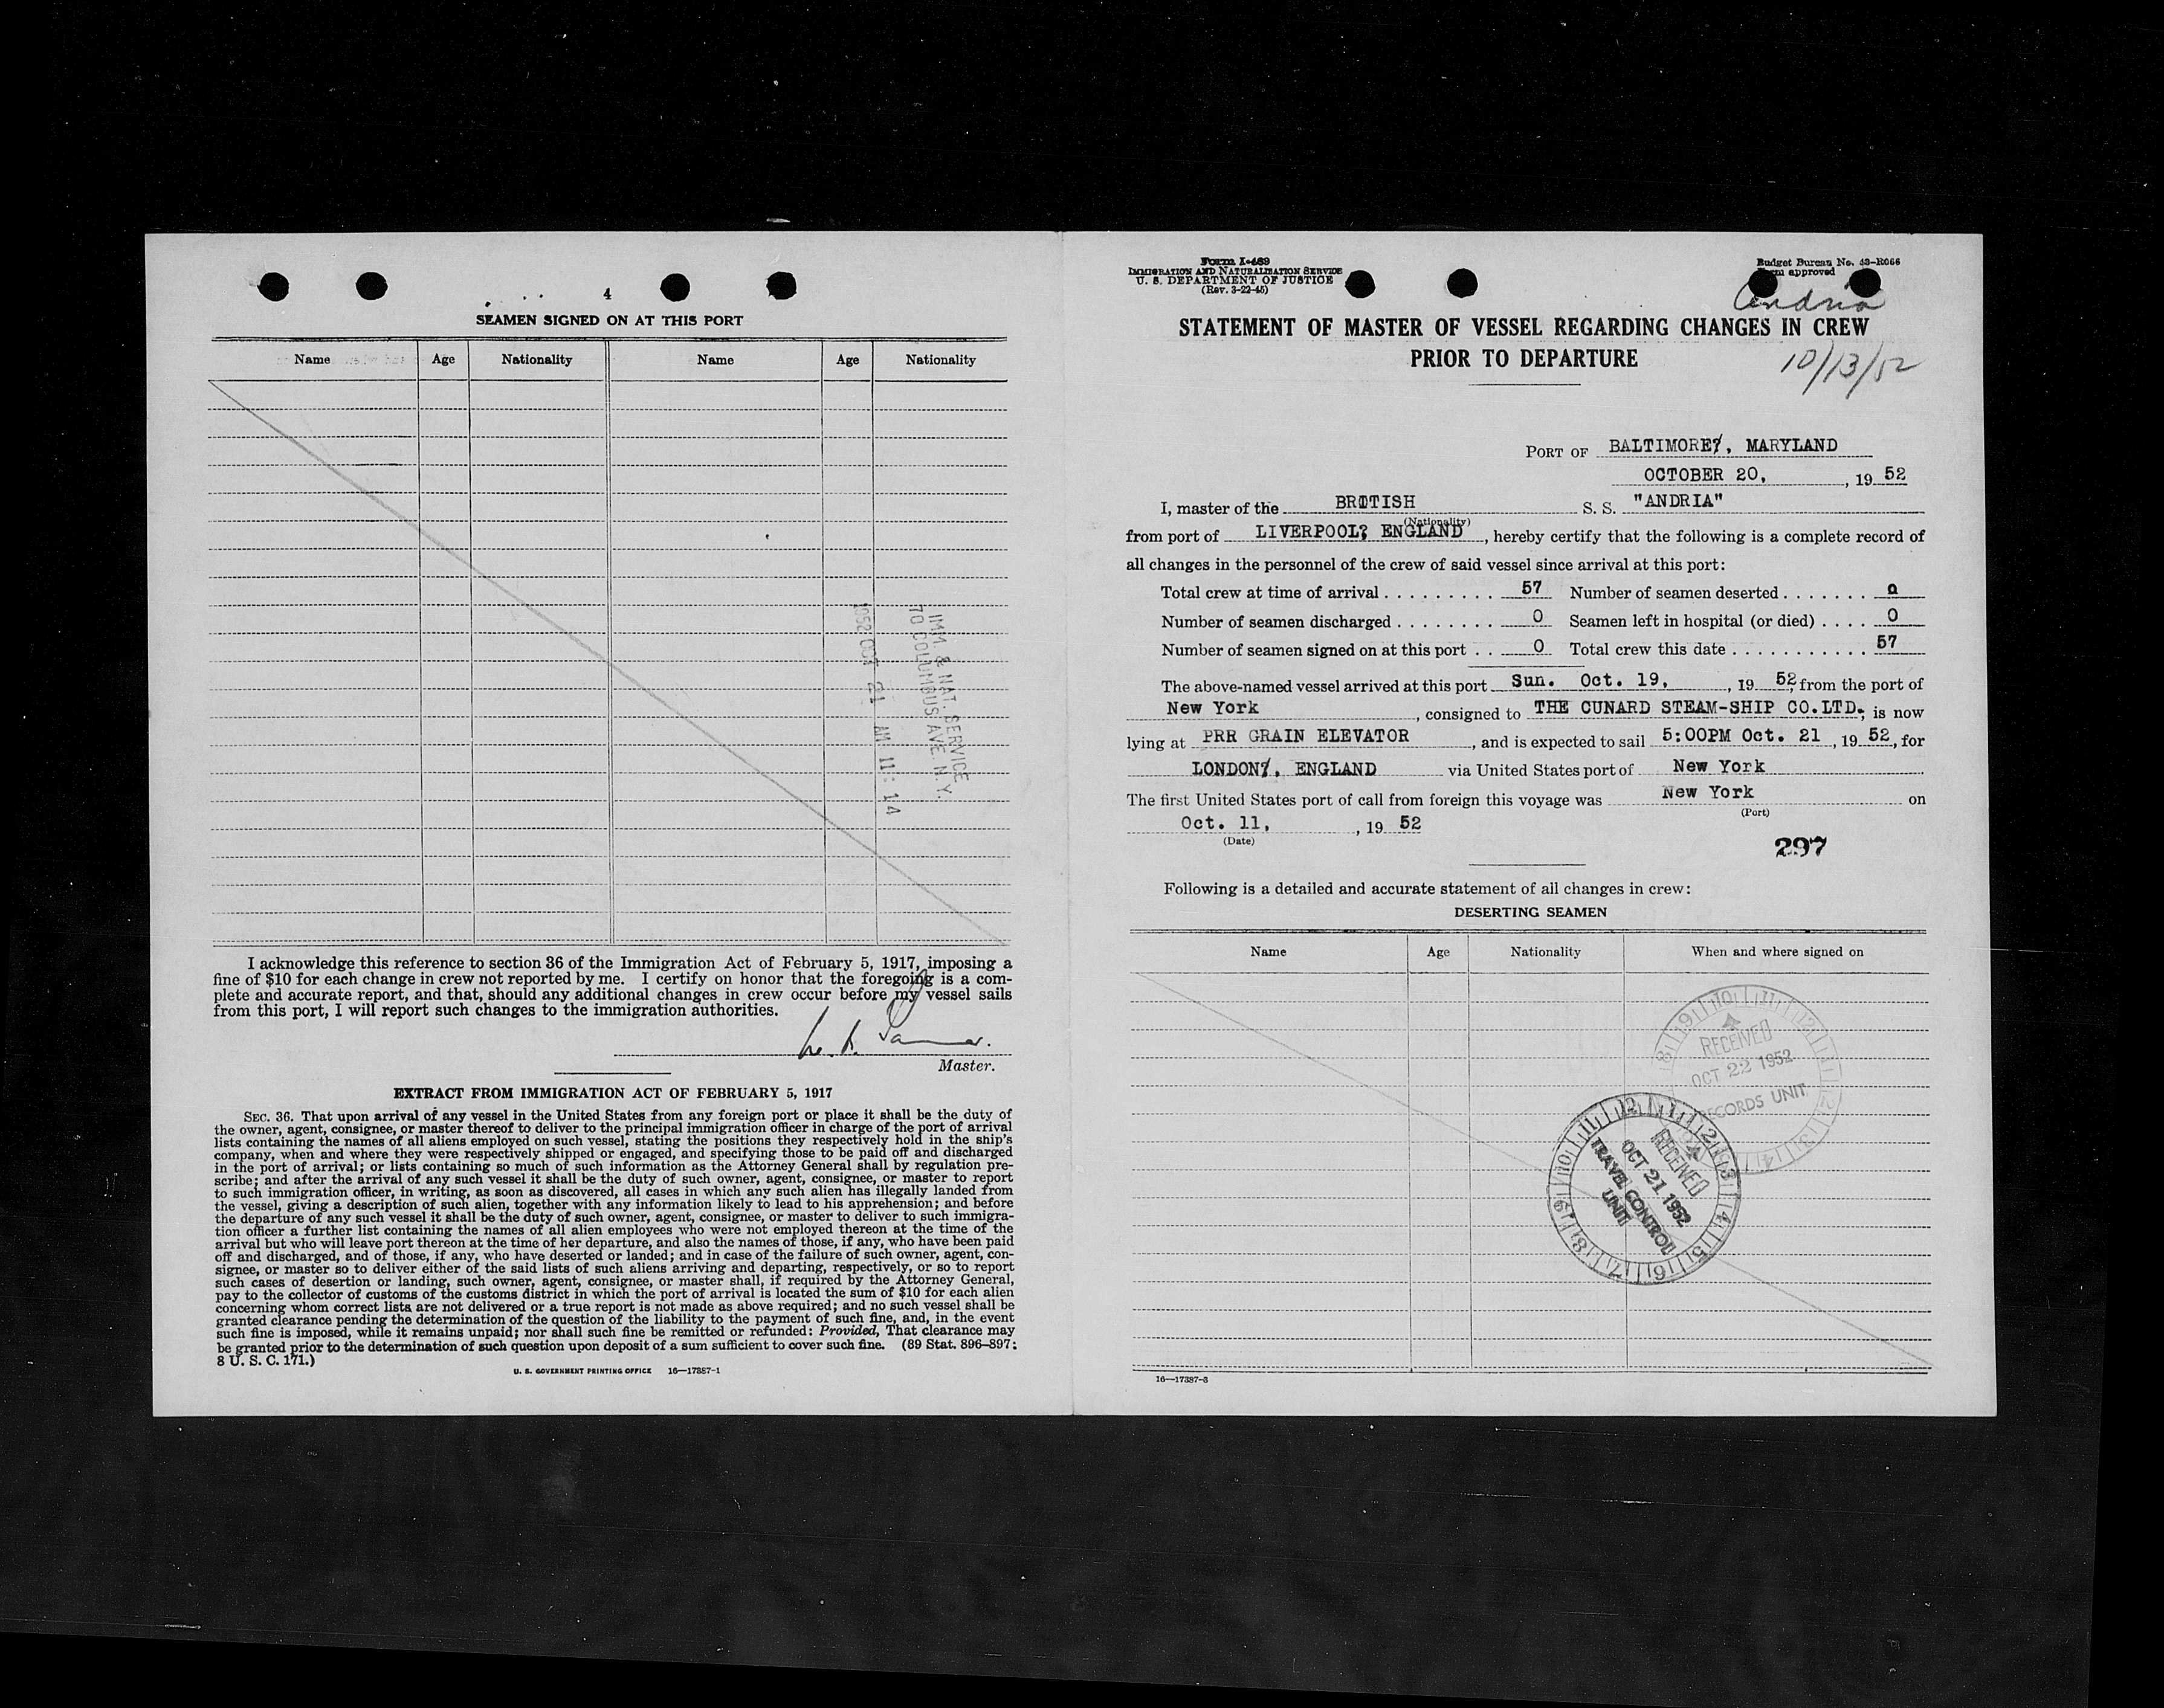 4
SEAMEN SIGNED ON AT THIS PORT
Name Age Nationality Name Age Nationality
IMM. & NAT. SERVICE
70 COLUMBUS AVE N.Y.
1952 OCT 21 AM 11: 14
I acknowledge this reference to section 36 of the Immigration Act of February 5, 1917, imposing a
fine of $10 for each change in crew not reported by me. I certify on honor that the foregoing is a com-
plete and accurate report, and that, should any additional changes in crew occur before my vessel sails
from this port, I will report such changes to the immigration authorities.
Master.
EXTRACT FROM IMMIGRATION ACT OF FEBRUARY 5, 1917
SEC. 36. That upon arrival of any vessel in the United States from any foreign port or place it shall be the duty of
the owner, agent, consignee, or master thereof to deliver to the principal immigration officer in charge of the port of arrival
lists containing the names of all aliens employed on such vessel, stating the positions they respectively hold in the ship's
company, when and where they were respectively shipped or engaged, and specifying those to be paid off and discharged
in the port of arrival; or lists containing so much of such information as the Attorney General shall by regulation pre-
scribe; and after the arrival of any such vessel it shall be the duty of such owner, agent, consignee, or master to report
to such immigration officer, in writing, as soon as discovered, all cases in which any such alien has illegally landed from
the vessel, giving a description of such alien, together with any information likely to lead to his apprehension; and before
the departure of any such vessel it shall be the duty of such owner, agent, consignee, or master to deliver to such immigra-
tion officer a further list containing the names of all alien employees who were not employed thereon at the time of the
arrival but who will leave port thereon at the time of her departure, and also the names of those, if any, who have been paid
off and discharged, and of those, if any, who have deserted or landed; and in case of the failure of such owner, agent, con-
signee, or master so to deliver either of the said lists of such aliens arriving and departing, respectively, or so to report
such cases of desertion or landing, such owner, agent, consignee, or master shall, if required by the Attorney General,
pay to the collector of customs of the customs district in which the port of arrival is located the sum of $10 for each alien
concerning whom correct lists are not delivered or a true report is not made as above required; and no such vessel shall be
granted clearance pending the determination of the question of the liability to the payment of such fine, and, in the event
such fine is imposed, while it remains unpaid; nor shall such fine be remitted or refunded: Provided, That clearance may
be granted prior to the determination of such question upon deposit of a sum sufficient to cover such fine. (39 Stat. 896–897;
8 U. S. C. 171.)
U. S. GOVERNMENT PRINTING OFFICE 16—17387-1
Form I-489
IMMIGRATION AND NATURALIZATION SERVICE
U. S. DEPARTMENT OF JUSTICE
(Rev. 3-22-45)
Budget Bureau No. 43-R066
Form approved
Andria
STATEMENT OF MASTER OF VESSEL REGARDING CHANGES IN CREW
PRIOR TO DEPARTURE
10/13/52
PORT OF BALTIMORE, MARYLAND
OCTOBER 20, , 19 52
I, master of the BRITISH S. S. "ANDRIA"
(Nationality)
from port of LIVERPOOL, ENGLAND, hereby certify that the following is a complete record of
all changes in the personnel of the crew of said vessel since arrival at this port:
Total crew at time of arrival . . . . . . . . . 57 Number of seamen deserted . . . . . . . 0
Number of seamen discharged . . . . . . . . 0 Seamen left in hospital (or died) . . . . 0
Number of seamen signed on at this port . . 0 Total crew this date . . . . . . . . . . . 57
The above-named vessel arrived at this port Sun. Oct. 19, , 19 52, from the port of
New York, consigned to THE CUNARD STEAM-SHIP CO.LTD., is now
lying at PRR GRAIN ELEVATOR, and is expected to sail 5:00PM Oct. 21, 19 52, for
LONDON, ENGLAND via United States port of New York
The first United States port of call from foreign this voyage was New York on
(Port)
Oct. 11, , 19 52
(Date)
297
Following is a detailed and accurate statement of all changes in crew:
DESERTING SEAMEN
Name Age Nationality When and where signed on
RECEIVED
OCT 22 1952
RECORDS UNIT
RECEIVED
OCT 21 1952
TRAVEL CONTROL
UNIT
16—17387-3